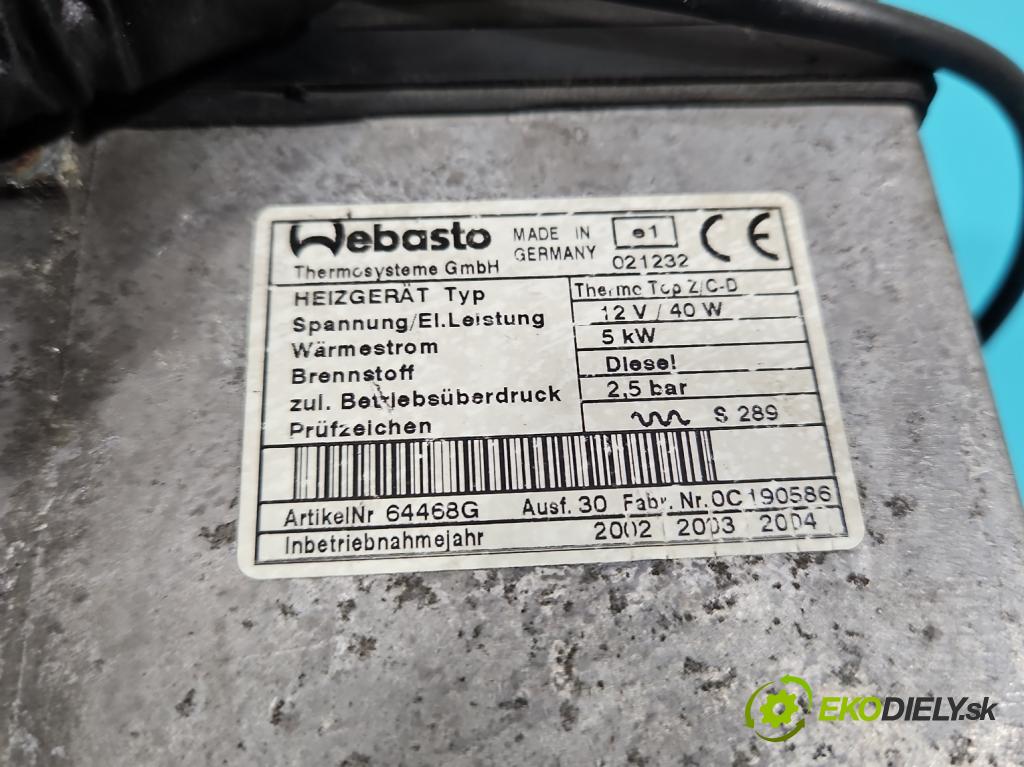 Webasto
Thermosysteme GmbH
MADE IN
GERMANY
e1
021232
CE
HEIZGERÄT Typ Thermo Top Z/C-D
Spannung/El.Leistung 12 V / 40 W
Wärmestrom 5 kW
Brennstoff Diesel
zul. Betriebsüberdruck 2,5 bar
Prüfzeichen S 289
ArtikelNr 64468G Ausf. 30 Fabr. Nr. 0C190586
Inbetriebnahmejahr 2002 2003 2004
EKODIELY.sk